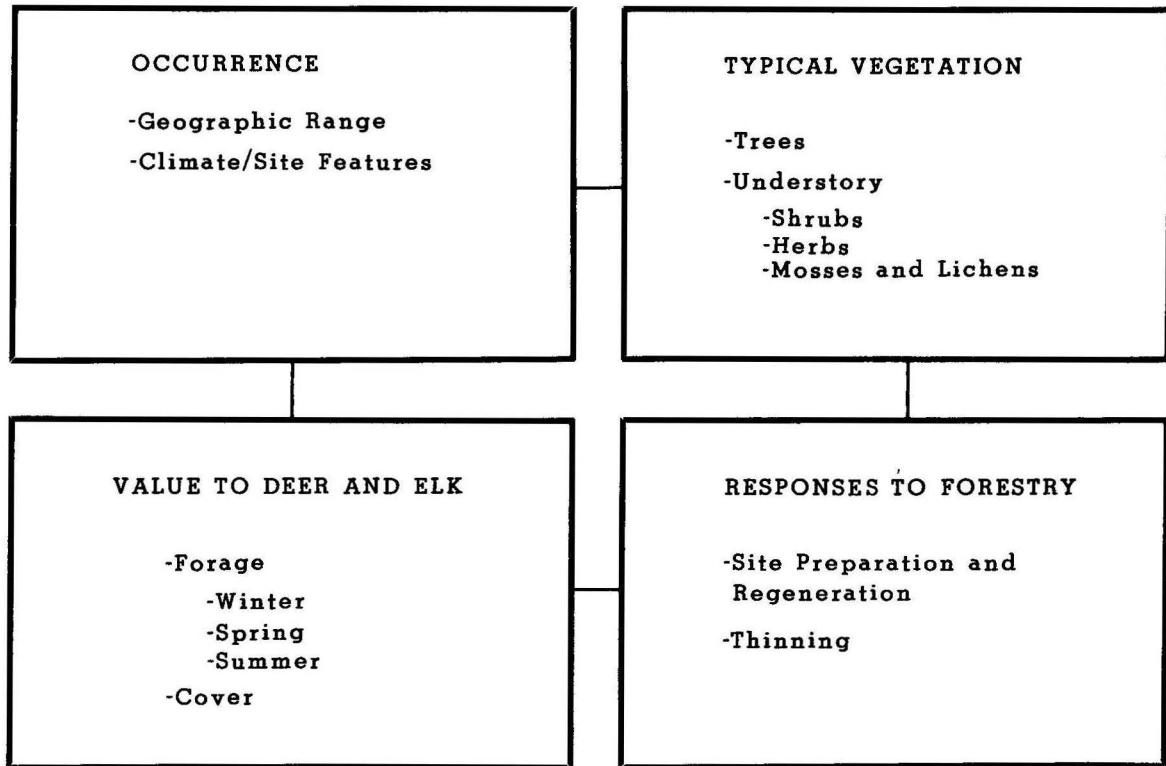 OCCURRENCE
-Geographic Range
-Climate/Site Features
TYPICAL VEGETATION
-Trees
-Understory
-Shrubs
-Herbs
-Mosses and Lichens
VALUE TO DEER AND ELK
-Forage
-Winter
-Spring
-Summer
-Cover
RESPONSES TO FORESTRY
-Site Preparation and
Regeneration
-Thinning